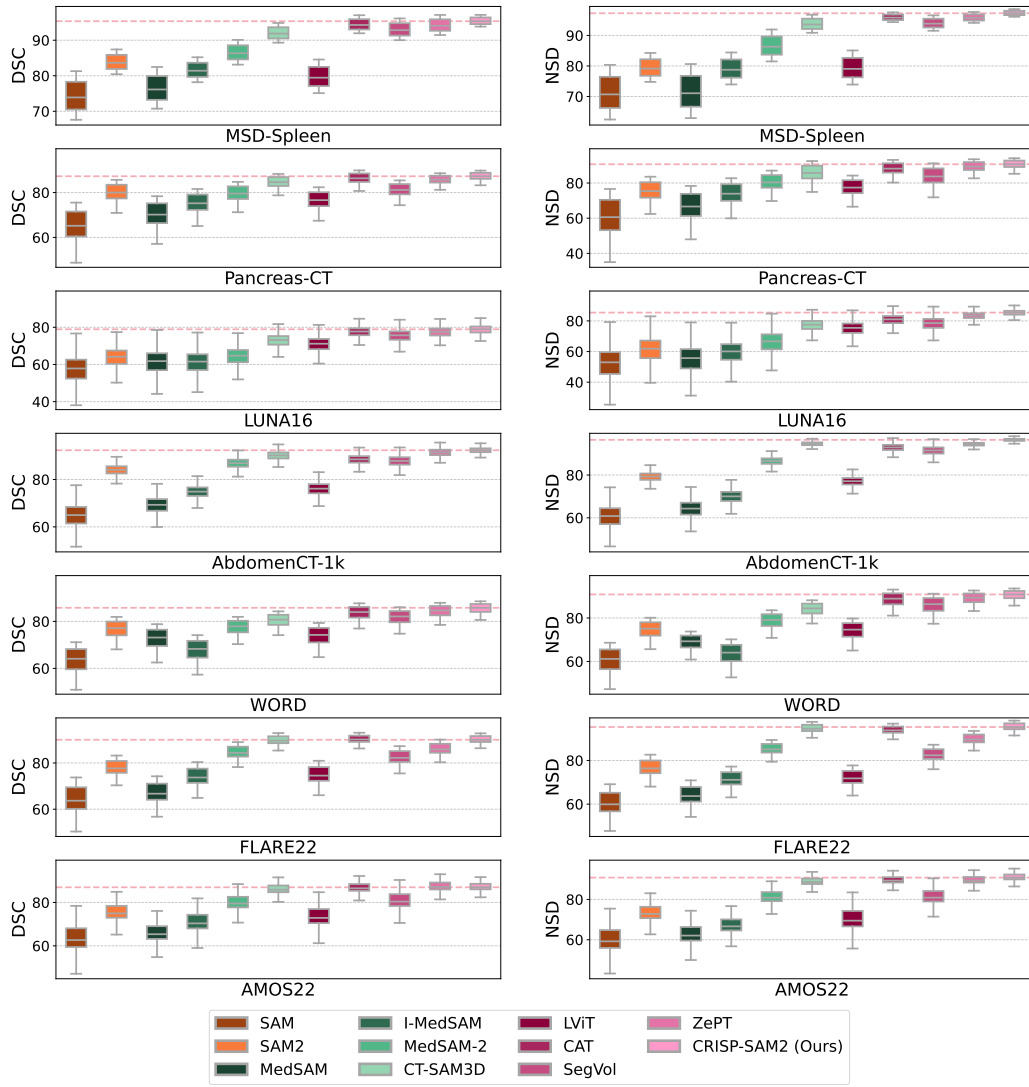 DSC
90
80
70
MSD-Spleen
NSD
90
80
70
MSD-Spleen
DSC
80
60
Pancreas-CT
NSD
80
60
40
Pancreas-CT
DSC
80
60
40
LUNA16
NSD
80
60
40
LUNA16
DSC
80
60
AbdomenCT-1k
NSD
80
60
AbdomenCT-1k
DSC
80
60
WORD
NSD
80
60
WORD
DSC
80
60
FLARE22
NSD
80
60
FLARE22
DSC
80
60
AMOS22
NSD
80
60
AMOS22
SAM
SAM2
MedSAM
I-MedSAM
MedSAM-2
CT-SAM3D
LViT
CAT
SegVol
ZePT
CRISP-SAM2 (Ours)